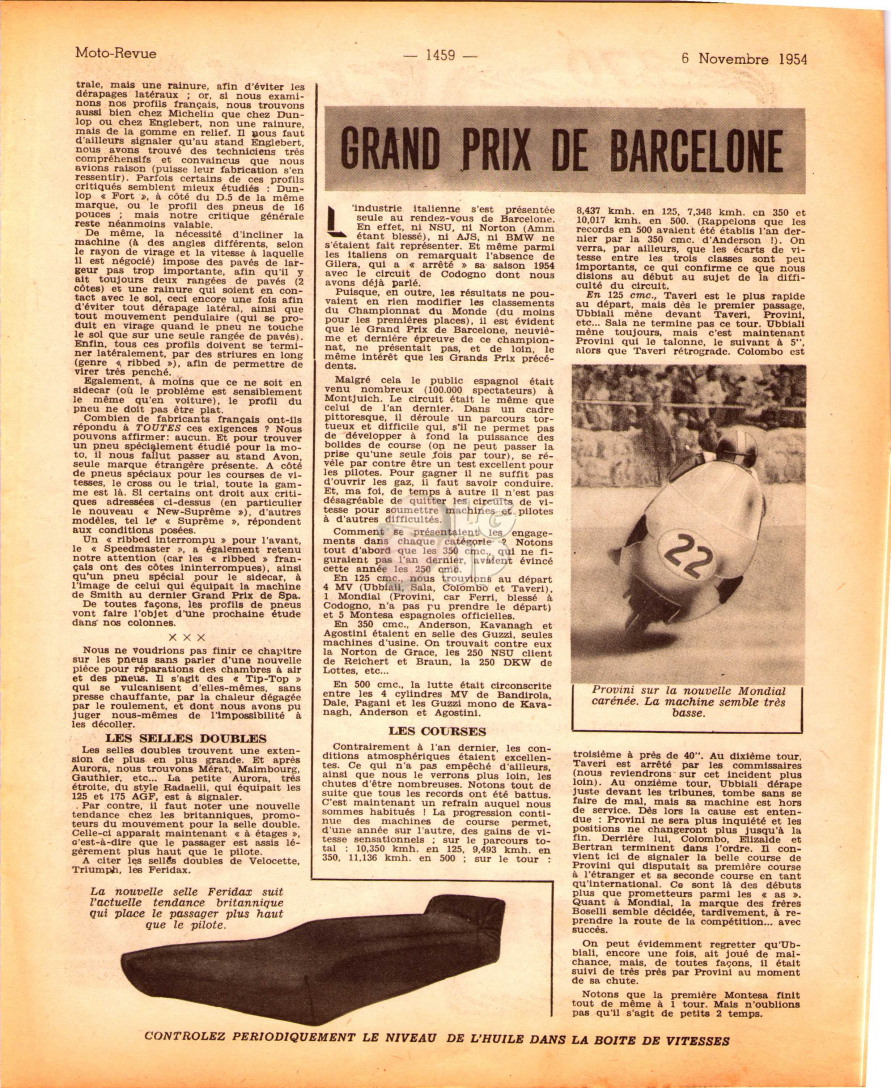 Moto-Revue
— 1459 —
6 Novembre 1954
trale, mais une rainure, afin d'éviter les
dérapages latéraux ; or, si nous exami-
nons nos profils français, nous trouvons
aussi bien chez Michelin que chez Dun-
lop ou chez Englebert, non une rainure,
mais de la gomme en relief. Il nous faut
d'ailleurs signaler qu'au stand Englebert,
nous avons trouvé des techniciens très
compréhensifs et convaincus que nous
avions raison (puisse leur fabrication s'en
ressentir). Parfois certains de ces profils
critiqués semblent mieux étudiés : Dun-
lop « Fort », à côté du D.5 de la même
marque, ou le profil des pneus de 16
pouces ; mais notre critique générale
reste néanmoins valable.
De même, la nécessité d'incliner la
machine (à des angles différents, selon
le rayon de virage et la vitesse à laquelle
il est négocié) impose des pavés de lar-
geur pas trop importante, afin qu'il y
ait toujours deux rangées de pavés (2
côtes) et une rainure qui soient en con-
tact avec le sol, ceci encore une fois afin
d'éviter tout dérapage latéral, ainsi que
tout mouvement pendulaire (qui se pro-
duit en virage quand le pneu ne touche
le sol que sur une seule rangée de pavés).
Enfin, tous ces profils doivent se termi-
ner latéralement, par des striures en long
(genre « ribbed »), afin de permettre de
virer très penché.
Egalement, à moins que ce ne soit en
sidecar (où le problème est sensiblement
le même qu'en voiture), le profil du
pneu ne doit pas être plat.
Combien de fabricants français ont-ils
répondu à TOUTES ces exigences ? Nous
pouvons affirmer: aucun. Et pour trouver
un pneu spécialement étudié pour la mo-
to, il nous fallut passer au stand Avon,
seule marque étrangère présente. A côté
de pneus spéciaux pour les courses de vi-
tesses, le cross ou le trial, toute la gam-
me est là. Si certains ont droit aux criti-
ques adressées ci-dessus (en particulier
le nouveau « New-Suprême »), d'autres
modèles, tel le « Suprême », répondent
aux conditions posées.
Un « ribbed interrompu » pour l'avant,
le « Speedmaster », a également retenu
notre attention (car les « ribbed » fran-
çais ont des côtes ininterrompues), ainsi
qu'un pneu spécial pour le sidecar, à
l'image de celui qui équipait la machine
de Smith au dernier Grand Prix de Spa.
De toutes façons, les profils de pneus
vont faire l'objet d'une prochaine étude
dans nos colonnes.
× × ×
Nous ne voudrions pas finir ce chapitre
sur les pneus sans parler d'une nouvelle
pièce pour réparations des chambres à air
et des pneus. Il s'agit des « Tip-Top »
qui se vulcanisent d'elles-mêmes, sans
presse chauffante, par la chaleur dégagée
par le roulement, et dont nous avons pu
juger nous-mêmes de l'impossibilité à
les décoller.
LES SELLES DOUBLES
Les selles doubles trouvent une exten-
sion de plus en plus grande. Et après
Aurora, nous trouvons Mérat, Maimbourg,
Gauthier, etc... La petite Aurora, très
étroite, du style Radaelli, qui équipait les
125 et 175 AGF, est à signaler.
Par contre, il faut noter une nouvelle
tendance chez les britanniques, promo-
teurs du mouvement pour la selle double.
Celle-ci apparait maintenant « à étages »,
c'est-à-dire que le passager est assis lé-
gèrement plus haut que le pilote.
A citer les selles doubles de Velocette,
Triumph, les Feridax.
La nouvelle selle Feridax suit
l'actuelle tendance britannique
qui place le passager plus haut
que le pilote.
GRAND PRIX DE BARCELONE
L'industrie italienne s'est présentée
seule au rendez-vous de Barcelone.
En effet, ni NSU, ni Norton (Amm
étant blessé), ni AJS, ni BMW ne
s'étaient fait représenter. Et même parmi
les italiens on remarquait l'absence de
Gilera, qui a « arrêté » sa saison 1954
avec le circuit de Codogno dont nous
avons déjà parlé.
Puisque, en outre, les résultats ne pou-
vaient en rien modifier les classements
du Championnat du Monde (du moins
pour les premières places), il est évident
que le Grand Prix de Barcelone, neuviè-
me et dernière épreuve de ce champion-
nat, ne présentait pas, et de loin, le
même intérêt que les Grands Prix précé-
dents.
Malgré cela le public espagnol était
venu nombreux (100.000 spectateurs) à
Montjuich. Le circuit était le même que
celui de l'an dernier. Dans un cadre
pittoresque, il déroule un parcours tor-
tueux et difficile qui, s'il ne permet pas
de développer à fond la puissance des
bolides de course (on ne peut passer la
prise qu'une seule fois par tour), se ré-
vèle par contre être un test excellent pour
les pilotes. Pour gagner il ne suffit pas
d'ouvrir les gaz, il faut savoir conduire.
Et, ma foi, de temps à autre il n'est pas
désagréable de quitter les circuits de vi-
tesse pour soumettre machines et pilotes
à d'autres difficultés.
Comment se présentaient les engage-
ments dans chaque catégorie ? Notons
tout d'abord que les 350 cmc., qui ne fi-
guraient pas l'an dernier, avaient évincé
cette année les 250 cmc.
En 125 cmc., nous trouvions au départ
4 MV (Ubbiali, Sala, Colombo et Taveri),
1 Mondial (Provini, car Ferri, blessé à
Codogno, n'a pas pu prendre le départ)
et 5 Montesa espagnoles officielles.
En 350 cmc., Anderson, Kavanagh et
Agostini étaient en selle des Guzzi, seules
machines d'usine. On trouvait contre eux
la Norton de Grace, les 250 NSU client
de Reichert et Braun, la 250 DKW de
Lottes, etc...
En 500 cmc., la lutte était circonscrite
entre les 4 cylindres MV de Bandirola,
Dale, Pagani et les Guzzi mono de Kava-
nagh, Anderson et Agostini.
LES COURSES
Contrairement à l'an dernier, les con-
ditions atmosphériques étaient excellen-
tes. Ce qui n'a pas empêché d'ailleurs,
ainsi que nous le verrons plus loin, les
chutes d'être nombreuses. Notons tout de
suite que tous les records ont été battus.
C'est maintenant un refrain auquel nous
sommes habitués ! La progression conti-
nue des machines de course permet,
d'une année sur l'autre, des gains de vi-
tesse sensationnels ; sur le parcours to-
tal : 10,350 kmh. en 125, 9,493 kmh. en
350, 11,136 kmh. en 500 ; sur le tour :
8,437 kmh. en 125, 7,348 kmh. en 350 et
10,017 kmh. en 500. (Rappelons que les
records en 500 avaient été établis l'an der-
nier par la 350 cmc. d'Anderson !). On
verra, par ailleurs, que les écarts de vi-
tesse entre les trois classes sont peu
importants, ce qui confirme ce que nous
disions au début au sujet de la diffi-
culté du circuit.
En 125 cmc., Taveri est le plus rapide
au départ, mais dès le premier passage,
Ubbiali mène devant Taveri, Provini,
etc... Sala ne termine pas ce tour. Ubbiali
mène toujours, mais c'est maintenant
Provini qui le talonne, le suivant à 5",
alors que Taveri rétrograde. Colombo est
22
Provini sur la nouvelle Mondial
carénée. La machine semble très
basse.
troisième à près de 40". Au dixième tour,
Taveri est arrêté par les commissaires
(nous reviendrons sur cet incident plus
loin). Au onzième tour, Ubbiali dérape
juste devant les tribunes, tombe sans se
faire de mal, mais sa machine est hors
de service. Dès lors la cause est enten-
due : Provini ne sera plus inquiété et les
positions ne changeront plus jusqu'à la
fin. Derrière lui, Colombo, Elizalde et
Bertran terminent dans l'ordre. Il con-
vient ici de signaler la belle course de
Provini qui disputait sa première course
à l'étranger et sa seconde course en tant
qu'international. Ce sont là des débuts
plus que prometteurs parmi les « as ».
Quant à Mondial, la marque des frères
Boselli semble décidée, tardivement, à re-
prendre la route de la compétition... avec
succès.
On peut évidemment regretter qu'Ub-
biali, encore une fois, ait joué de mal-
chance, mais, de toutes façons, il était
suivi de très près par Provini au moment
de sa chute.
Notons que la première Montesa finit
tout de même à 1 tour. Mais n'oublions
pas qu'il s'agit de petits 2 temps.
CONTROLEZ PERIODIQUEMENT LE NIVEAU DE L'HUILE DANS LA BOITE DE VITESSES